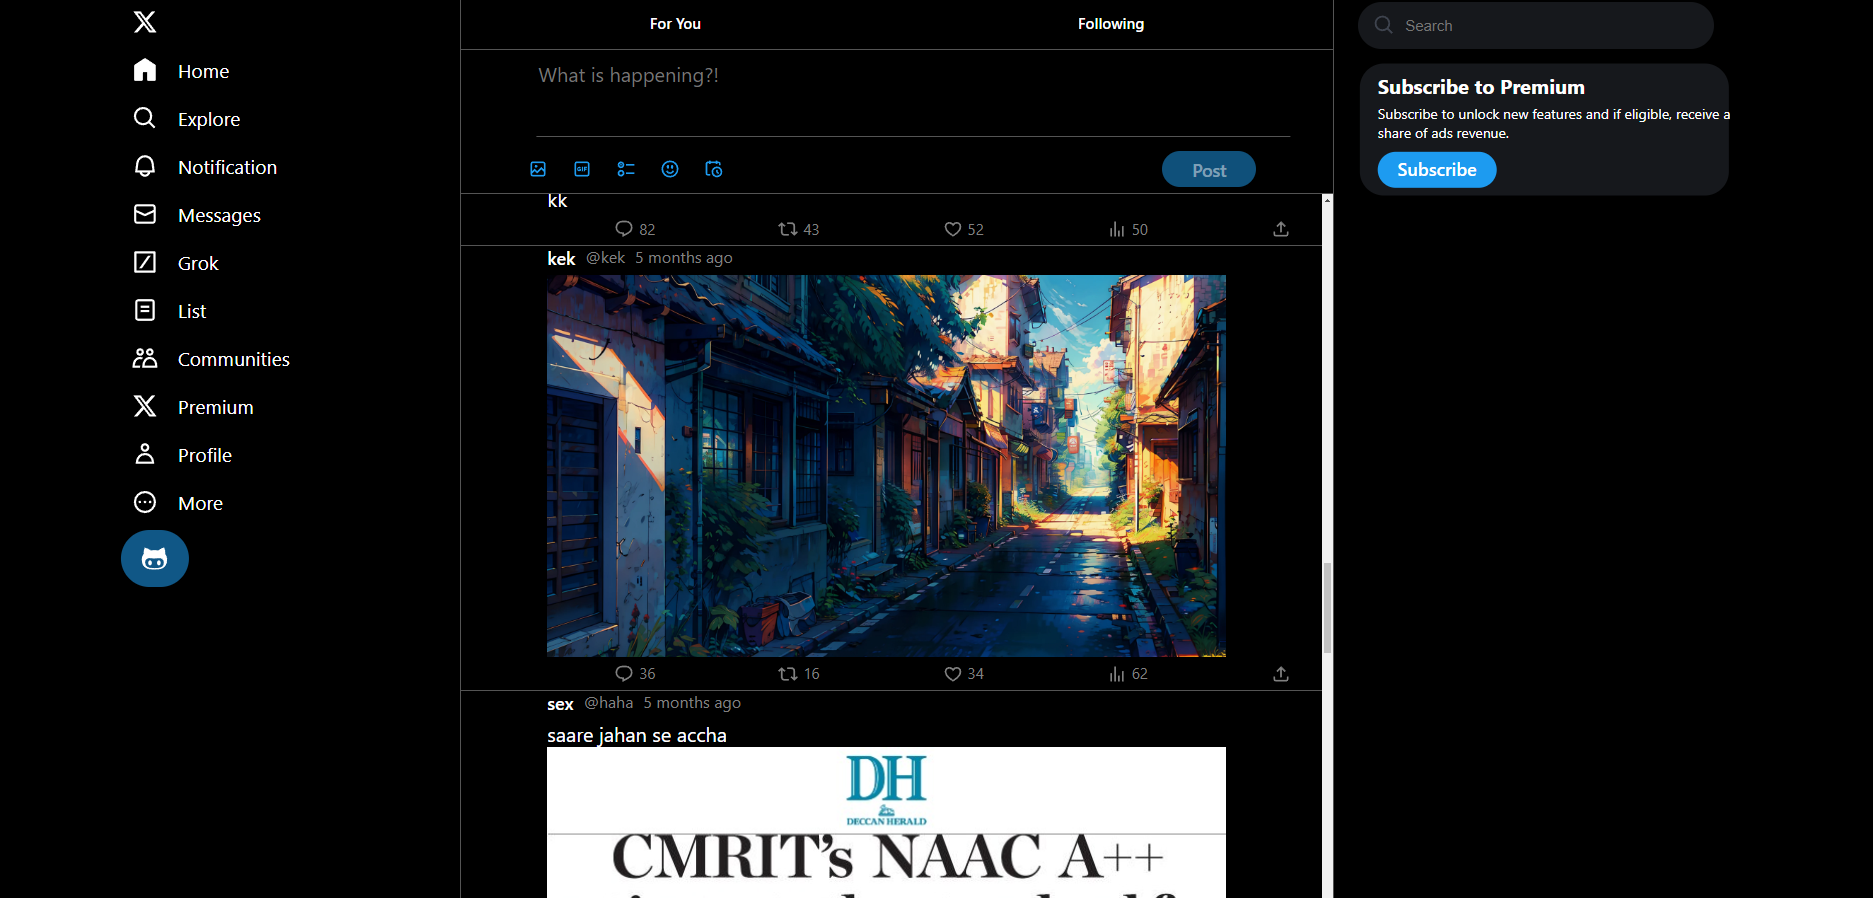 Home
Explore
Notification
Messages
Grok
List
Communities
Premium
Profile
More
For You
Following
What is happening?!
GIF
Post
kk
82
43
52
50
kek @kek 5 months ago
36
16
34
62
sex @haha 5 months ago
saare jahan se accha
DH
DECCAN HERALD
CMRIT's NAAC A++
Search
Subscribe to Premium
Subscribe to unlock new features and if eligible, receive a
share of ads revenue.
Subscribe